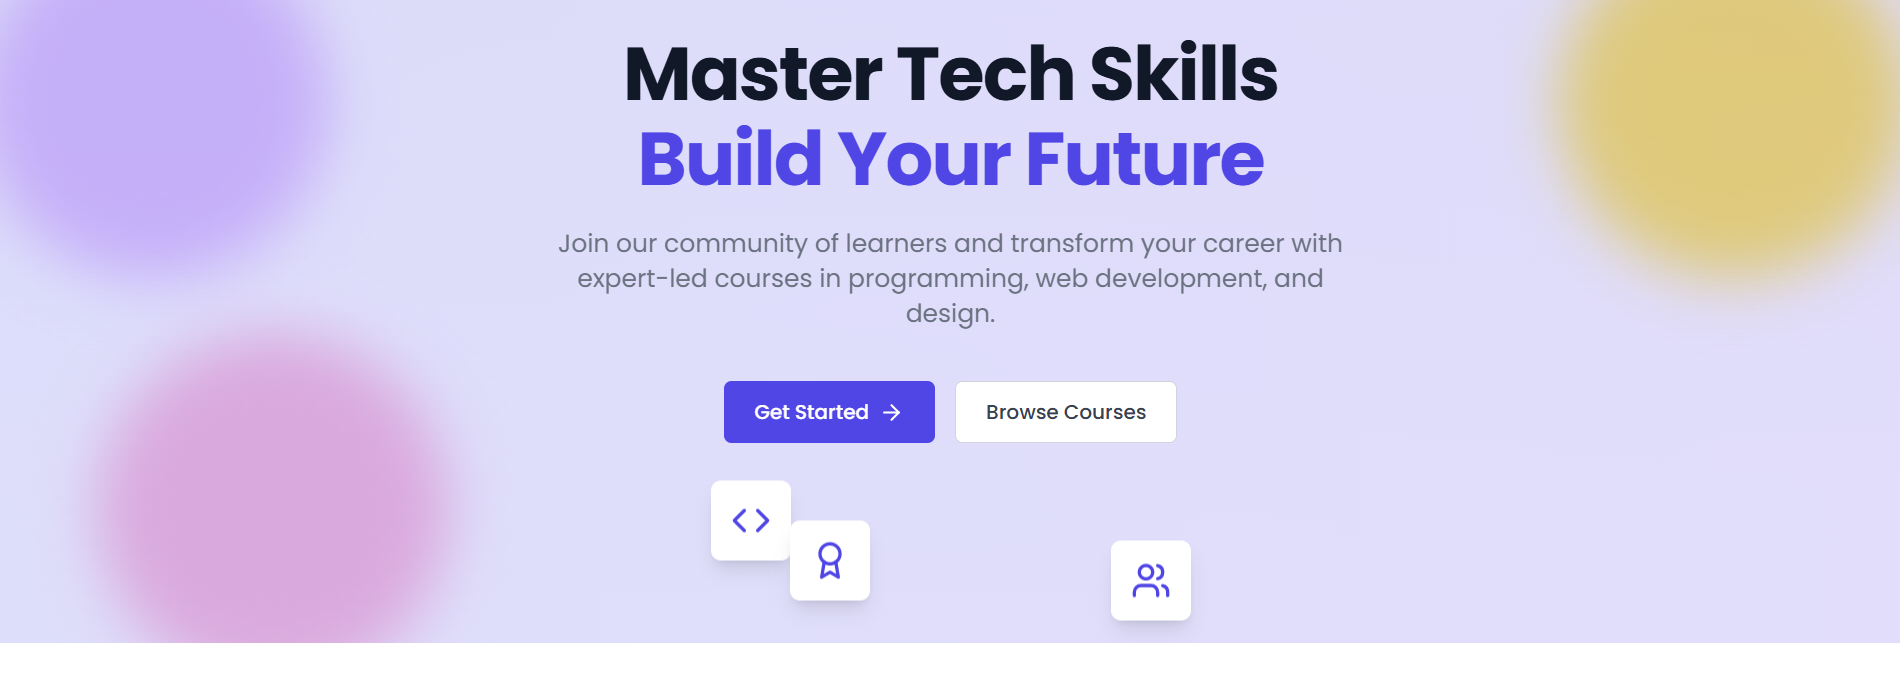 Master Tech Skills
Build Your Future
Join our community of learners and transform your career with
expert-led courses in programming, web development, and
design.
Get Started
Browse Courses